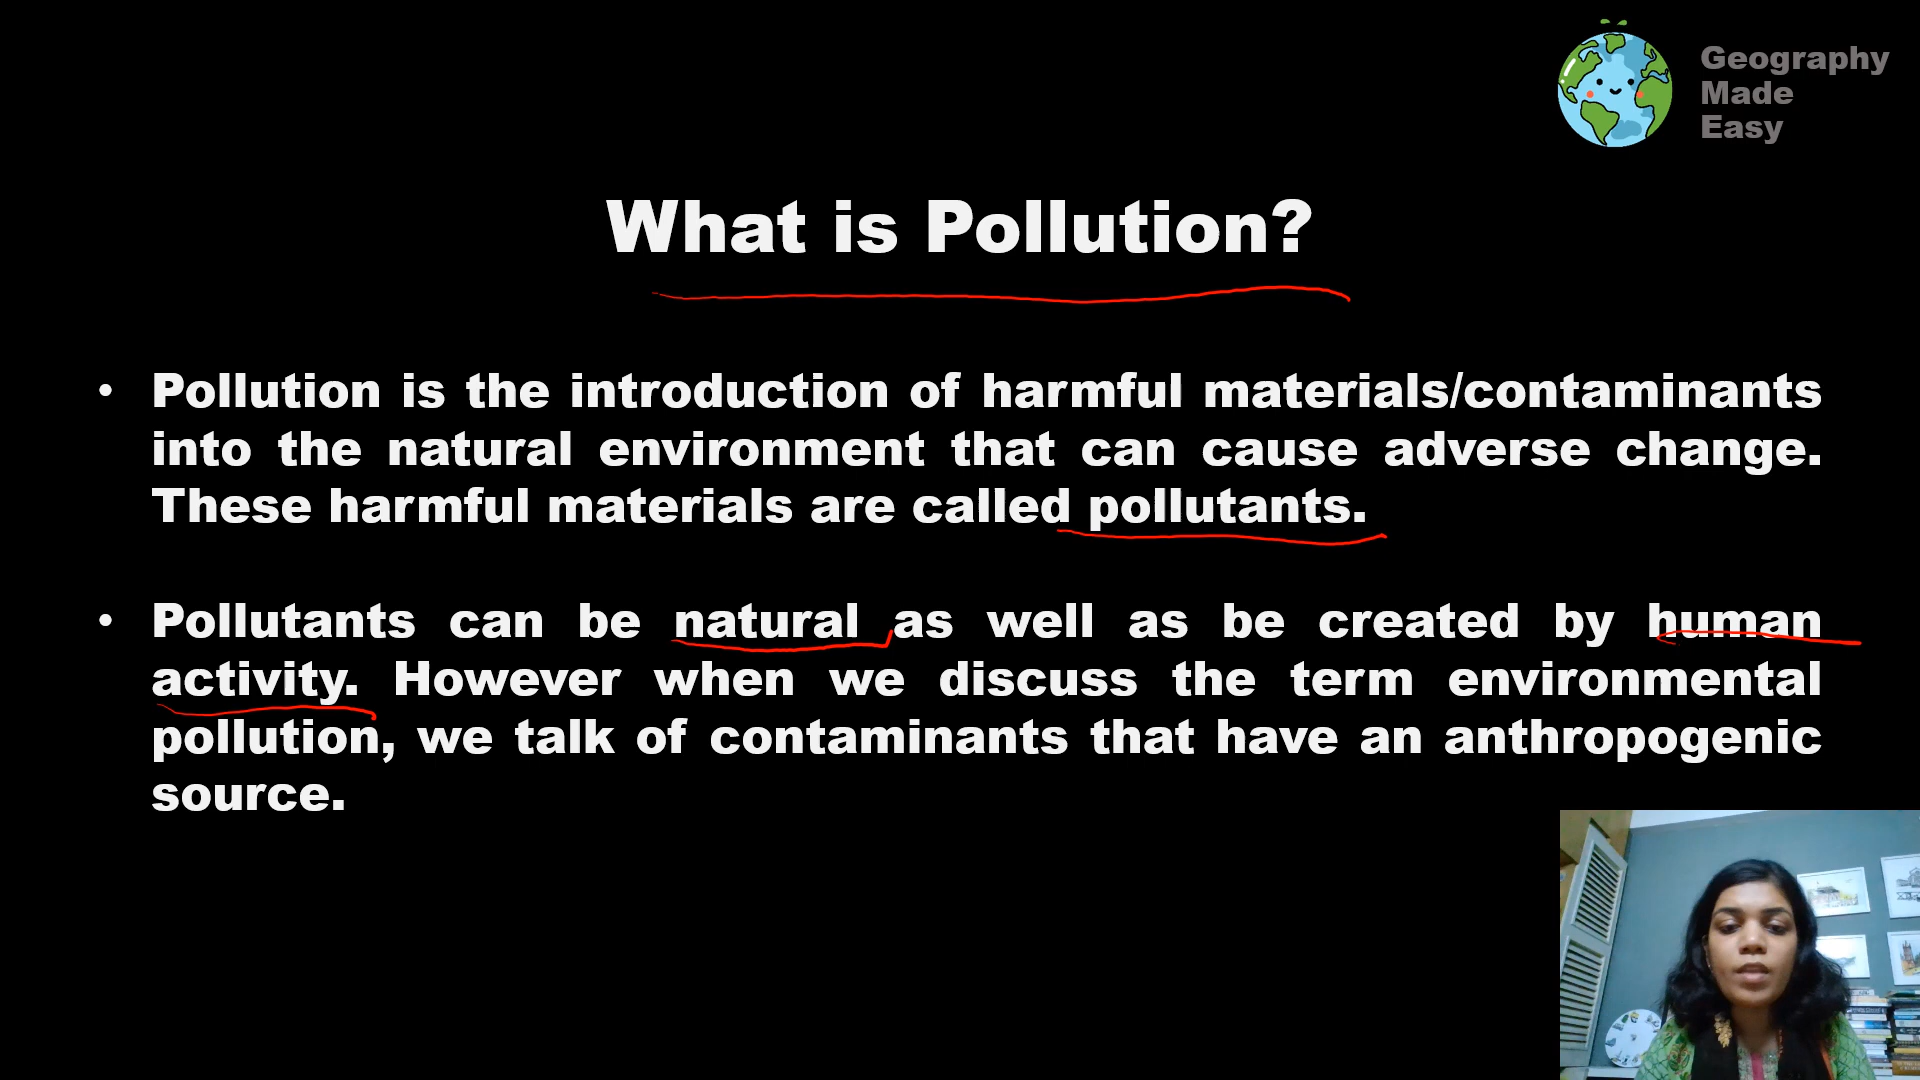 Geography
Made
Easy
What is Pollution?
• Pollution is the introduction of harmful materials/contaminants
into the natural environment that can cause adverse change.
These harmful materials are called pollutants.
• Pollutants can be natural as well as be created by human
activity. However when we discuss the term environmental
pollution, we talk of contaminants that have an anthropogenic
source.